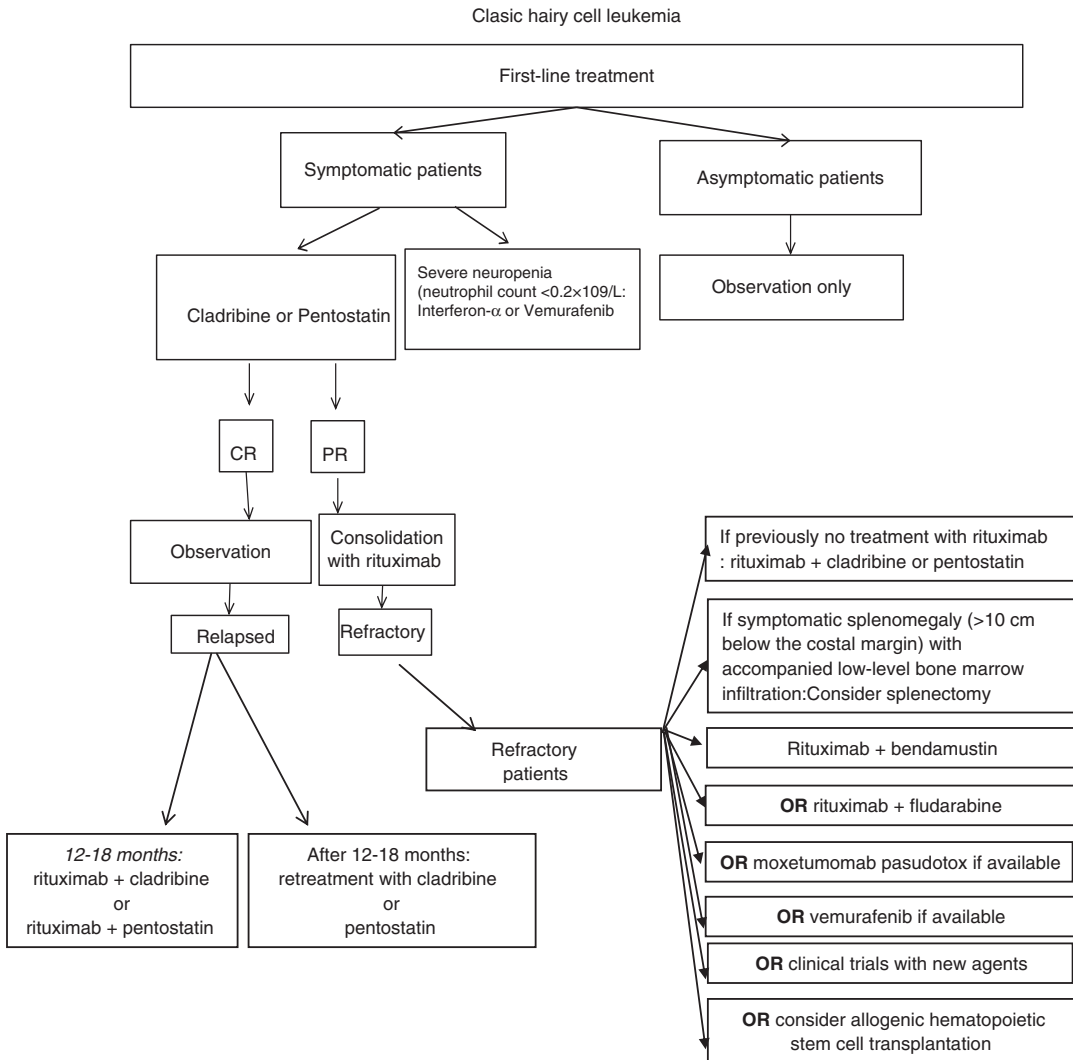 Clasic hairy cell leukemia
First-line treatment
Symptomatic patients
Asymptomatic patients
Cladribine or Pentostatin
Severe neuropenia
(neutrophil count <0.2×109/L:
Interferon-α or Vemurafenib
Observation only
CR
PR
Observation
Consolidation
with rituximab
Relapsed
Refractory
12-18 months:
rituximab + cladribine
or
rituximab + pentostatin
After 12-18 months:
retreatment with cladribine
or
pentostatin
Refractory
patients
If previously no treatment with rituximab
: rituximab + cladribine or pentostatin
If symptomatic splenomegaly (>10 cm
below the costal margin) with
accompanied low-level bone marrow
infiltration:Consider splenectomy
Rituximab + bendamustin
OR rituximab + fludarabine
OR moxetumomab pasudotox if available
OR vemurafenib if available
OR clinical trials with new agents
OR consider allogenic hematopoietic
stem cell transplantation